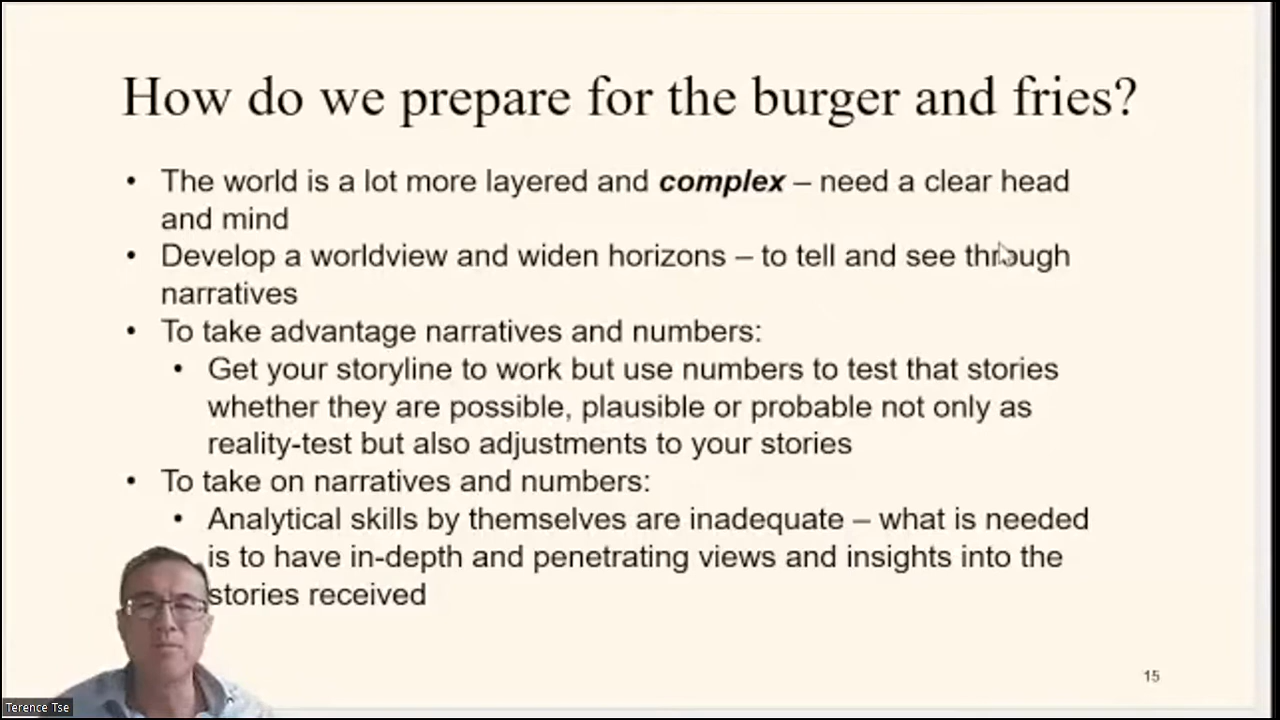 How do we prepare for the burger and fries?
• The world is a lot more layered and complex – need a clear head
and mind
• Develop a worldview and widen horizons – to tell and see through
narratives
• To take advantage narratives and numbers:
• Get your storyline to work but use numbers to test that stories
whether they are possible, plausible or probable not only as
reality-test but also adjustments to your stories
• To take on narratives and numbers:
• Analytical skills by themselves are inadequate – what is needed
is to have in-depth and penetrating views and insights into the
stories received
15
Terence Tse